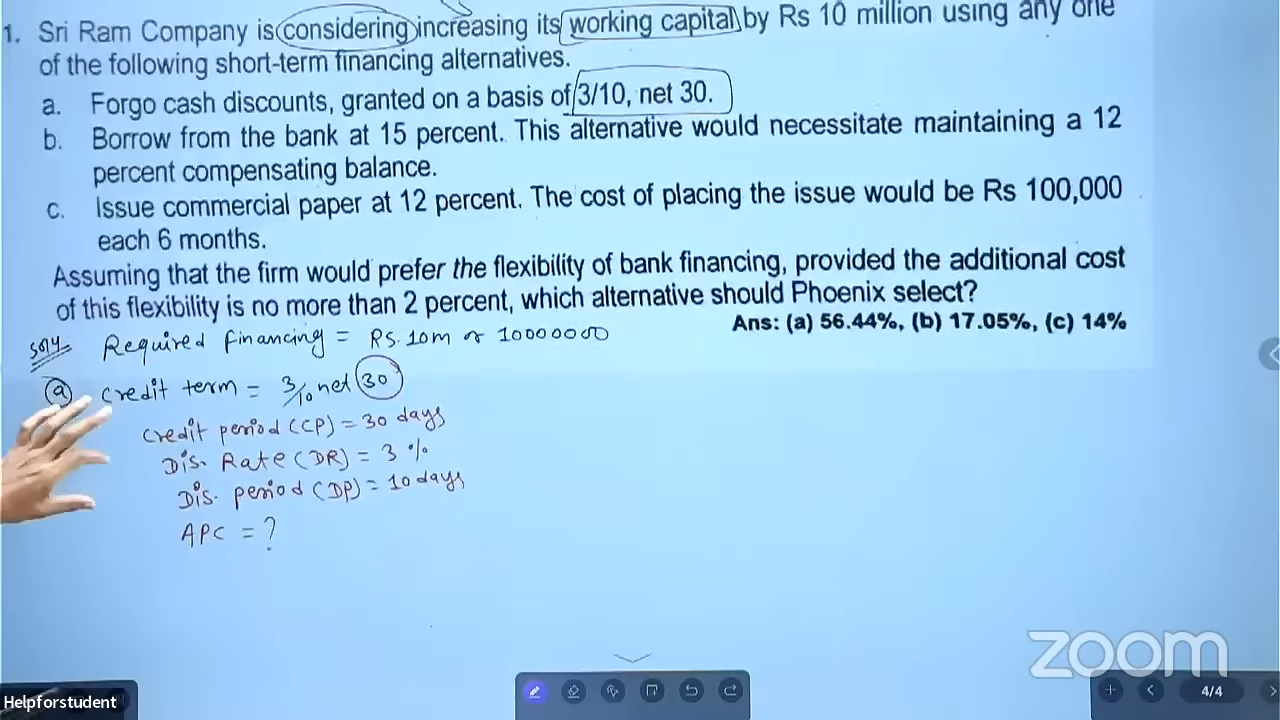 1. Sri Ram Company is considering increasing its working capital by Rs 10 million using any one
of the following short-term financing alternatives.
a. Forgo cash discounts, granted on a basis of 3/10, net 30.
b. Borrow from the bank at 15 percent. This alternative would necessitate maintaining a 12
percent compensating balance.
c. Issue commercial paper at 12 percent. The cost of placing the issue would be Rs 100,000
each 6 months.
Assuming that the firm would prefer the flexibility of bank financing, provided the additional cost
of this flexibility is no more than 2 percent, which alternative should Phoenix select?
Ans: (a) 56.44%, (b) 17.05%, (c) 14%
Soln Required financing = RS. 10m or 10000000
(a) Credit term = 3/10 net 30
Credit period (CP) = 30 days
Dis. Rate (DR) = 3 %
Dis. period (DP) = 10 days
APC = ?
zoom
Helpforstudent
4/4